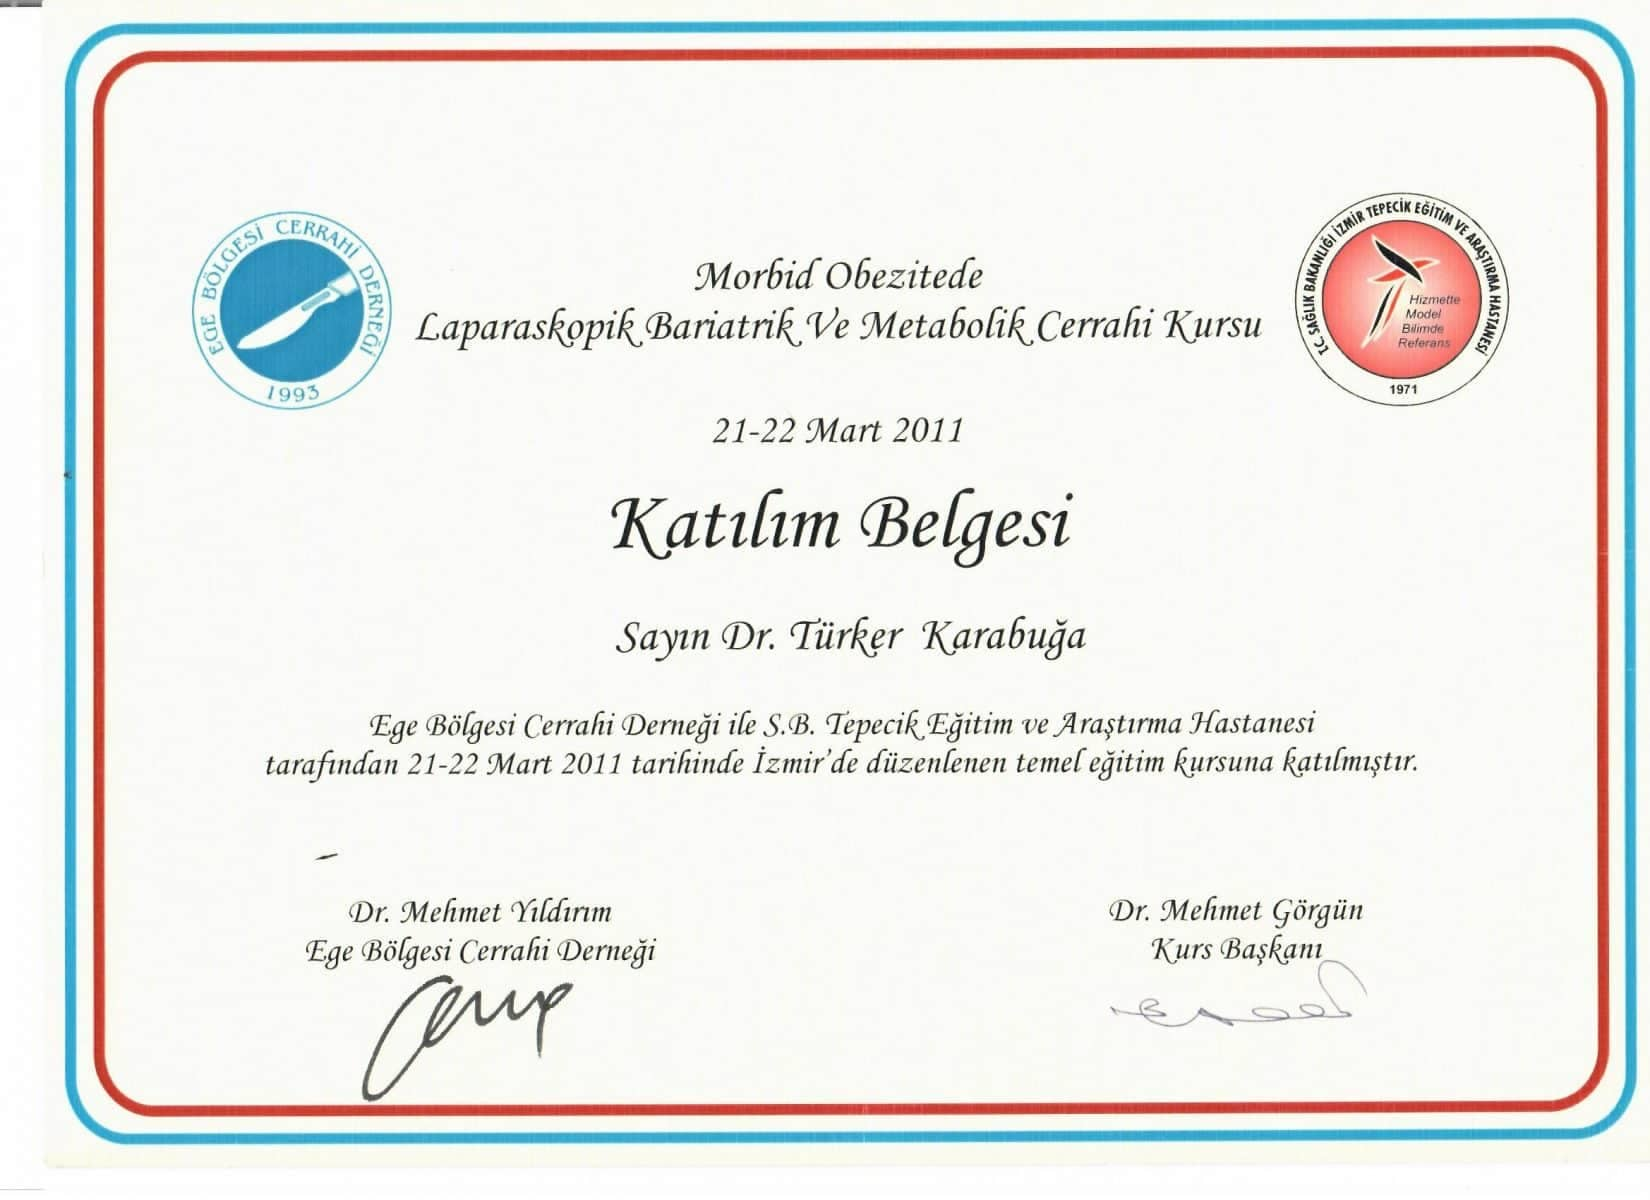 EGE BÖLGESİ CERRAHİ DERNEĞİ
1993
T.C. SAĞLIK BAKANLIĞI İZMİR TEPECİK EĞİTİM VE ARAŞTIRMA HASTANESİ
Hizmette
Model
Bilimde
Referans
1971
Morbid Obezitede
Laparaskopik Bariatrik Ve Metabolik Cerrahi Kursu
21-22 Mart 2011
Katılım Belgesi
Sayın Dr. Türker Karabuğa
Ege Bölgesi Cerrahi Derneği ile S.B. Tepecik Eğitim ve Araştırma Hastanesi
tarafından 21-22 Mart 2011 tarihinde İzmir'de düzenlenen temel eğitim kursuna katılmıştır.
Dr. Mehmet Yıldırım
Ege Bölgesi Cerrahi Derneği
Dr. Mehmet Görgün
Kurs Başkanı